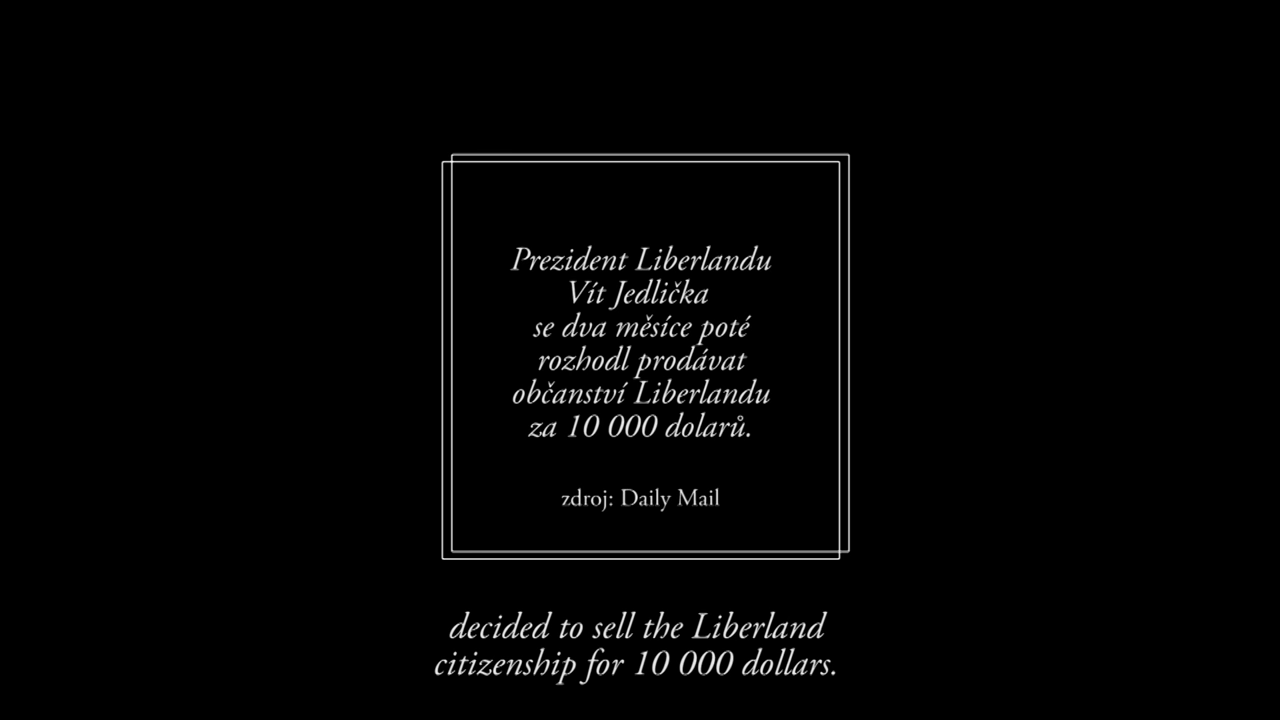 Prezident Liberlandu
Vít Jedlička
se dva měsíce poté
rozhodl prodávat
občanství Liberlandu
za 10 000 dolarů.
zdroj: Daily Mail
decided to sell the Liberland
citizenship for 10 000 dollars.